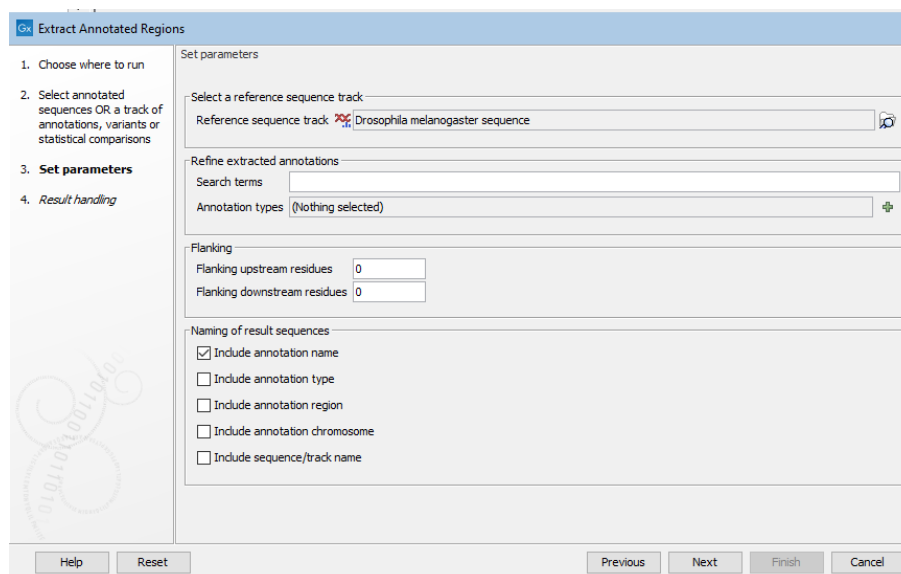 Gx Extract Annotated Regions
1. Choose where to run
2. Select annotated
sequences OR a track of
annotations, variants or
statistical comparisons
3. Set parameters
4. Result handling
Set parameters
Select a reference sequence track
Reference sequence track Drosophila melanogaster sequence
Refine extracted annotations
Search terms
Annotation types (Nothing selected)
Flanking
Flanking upstream residues 0
Flanking downstream residues 0
Naming of result sequences
Include annotation name
Include annotation type
Include annotation region
Include annotation chromosome
Include sequence/track name
Help Reset Previous Next Finish Cancel